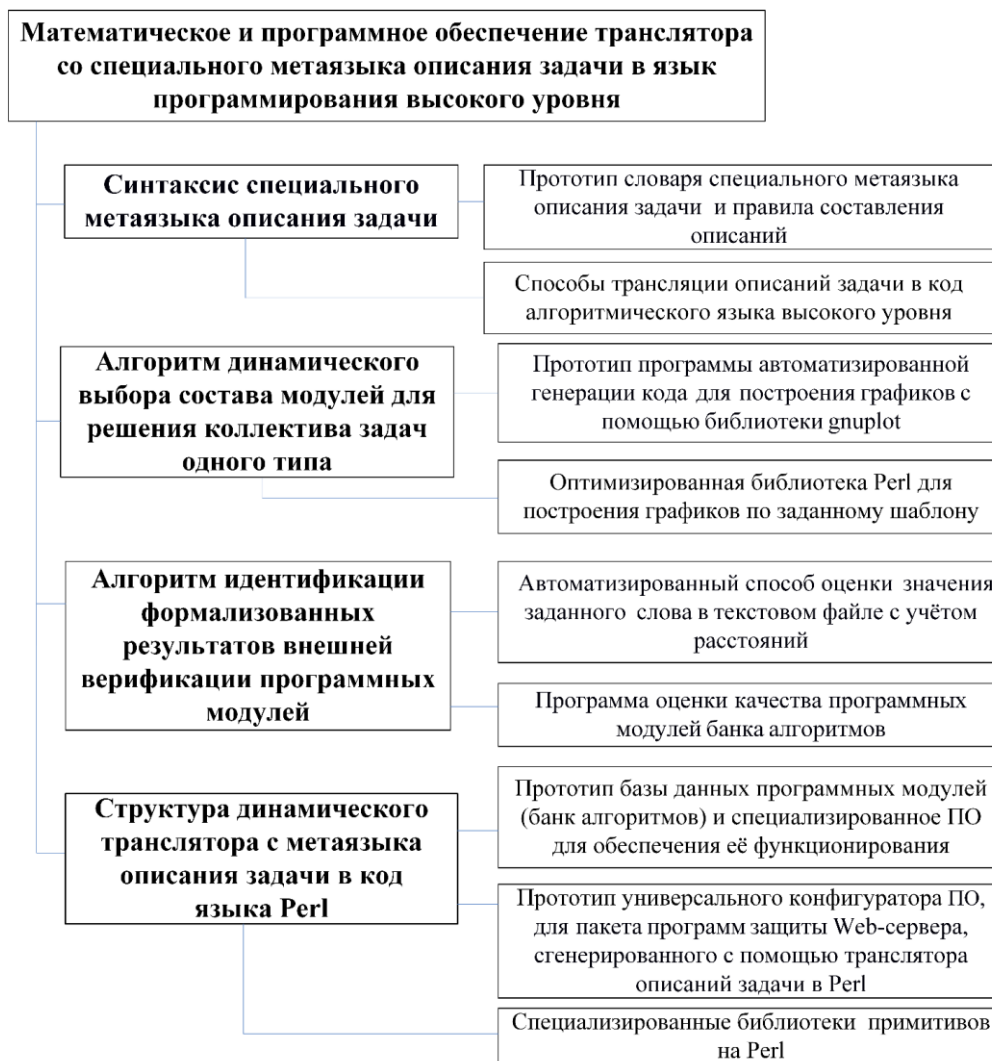 Математическое и программное обеспечение транслятора
со специального метаязыка описания задачи в язык
программирования высокого уровня
Синтаксис специального
метаязыка описания задачи
Прототип словаря специального метаязыка
описания задачи и правила составления
описаний
Способы трансляции описаний задачи в код
алгоритмического языка высокого уровня
Алгоритм динамического
выбора состава модулей для
решения коллектива задач
одного типа
Прототип программы автоматизированной
генерации кода для построения графиков с
помощью библиотеки gnuplot
Оптимизированная библиотека Perl для
построения графиков по заданному шаблону
Алгоритм идентификации
формализованных
результатов внешней
верификации программных
модулей
Автоматизированный способ оценки значения
заданного слова в текстовом файле с учётом
расстояний
Программа оценки качества программных
модулей банка алгоритмов
Структура динамического
транслятора с метаязыка
описания задачи в код
языка Perl
Прототип базы данных программных модулей
(банк алгоритмов) и специализированное ПО
для обеспечения её функционирования
Прототип универсального конфигуратора ПО,
для пакета программ защиты Web-сервера,
сгенерированного с помощью транслятора
описаний задачи в Perl
Специализированные библиотеки примитивов
на Perl